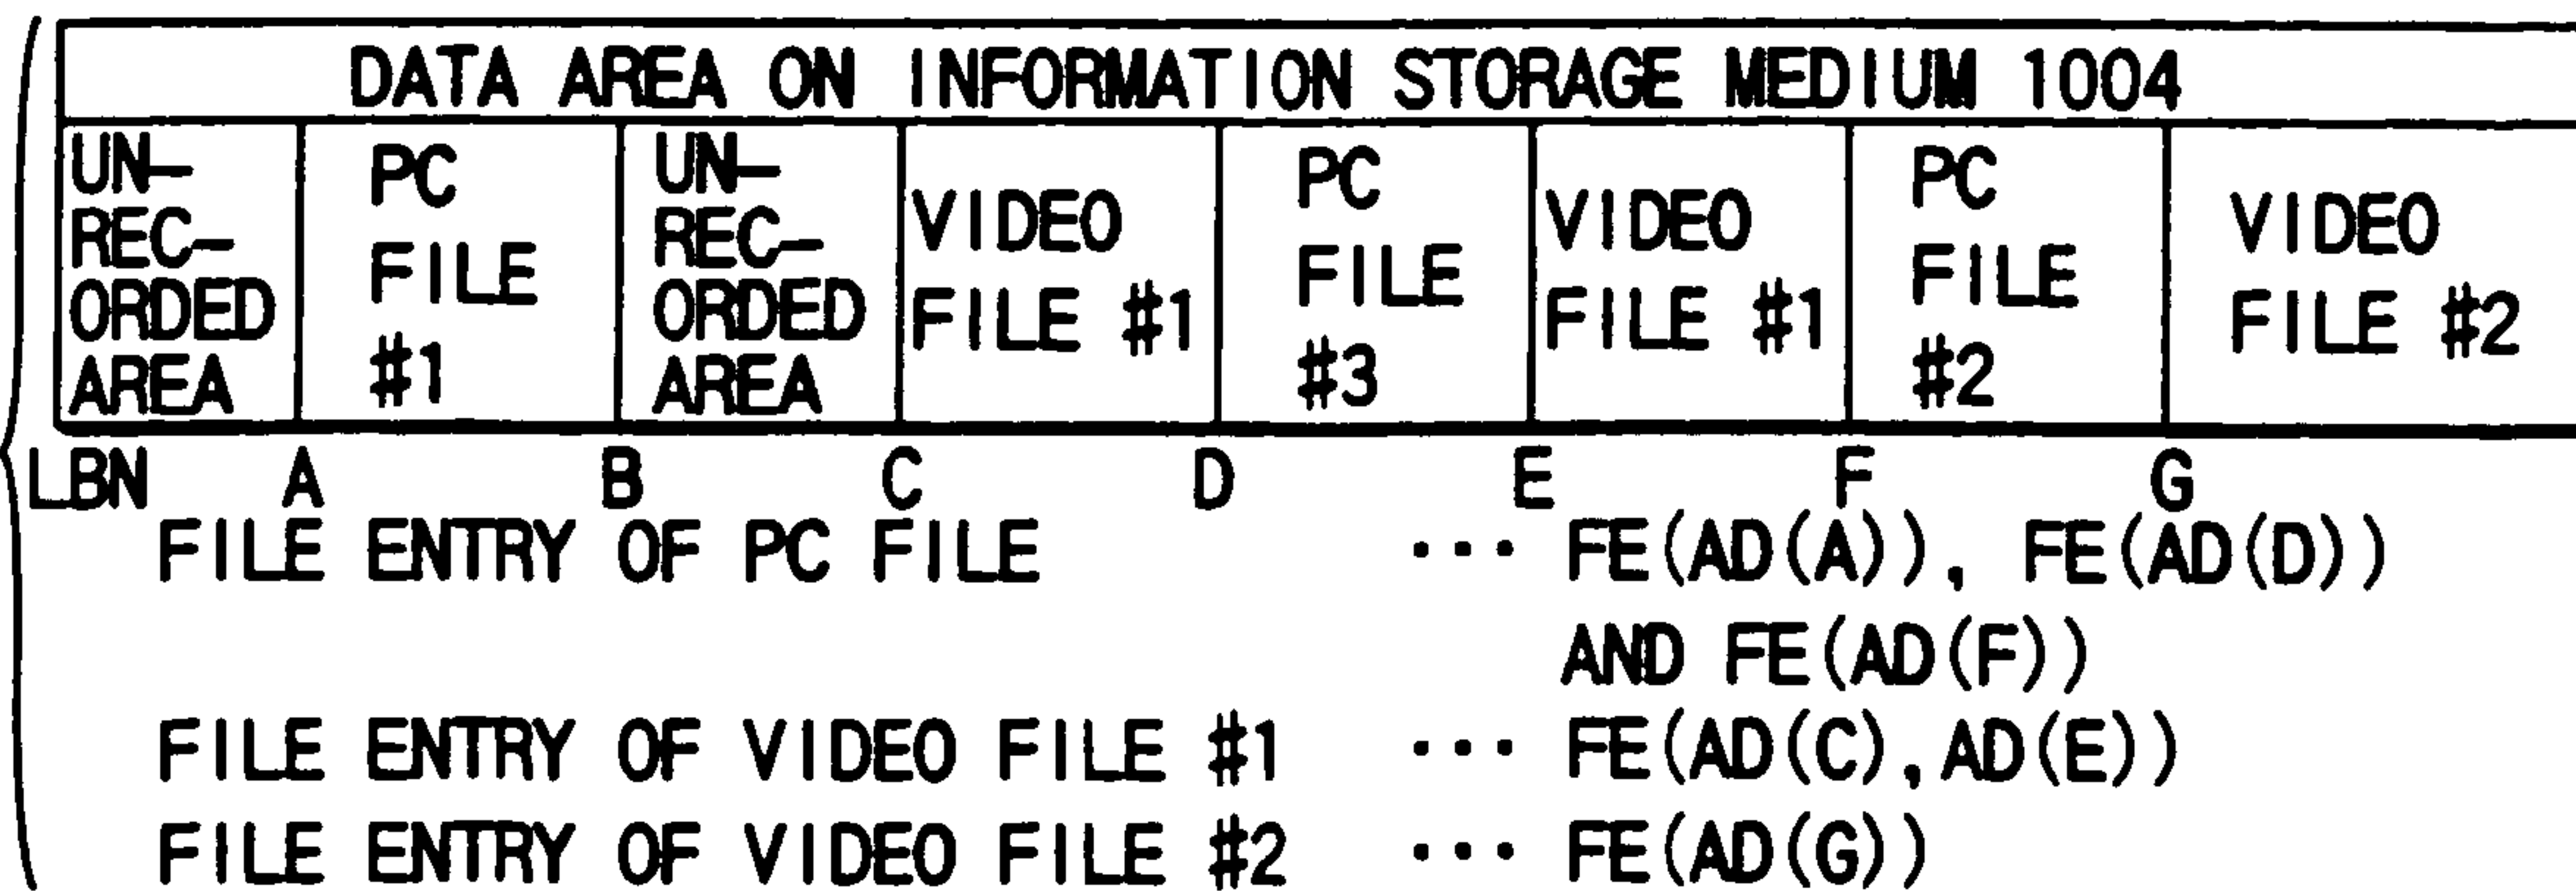 DATA AREA ON INFORMATION STORAGE MEDIUM 1004
UN-
REC-
ORDED
AREA
PC
FILE
#1
UN-
REC-
ORDED
AREA
VIDEO
FILE #1
PC
FILE
#3
VIDEO
FILE #1
PC
FILE
#2
VIDEO
FILE #2
LBN A B C D E F G
FILE ENTRY OF PC FILE ··· FE(AD(A)), FE(AD(D))
AND FE(AD(F))
FILE ENTRY OF VIDEO FILE #1 ··· FE(AD(C),AD(E))
FILE ENTRY OF VIDEO FILE #2 ··· FE(AD(G))